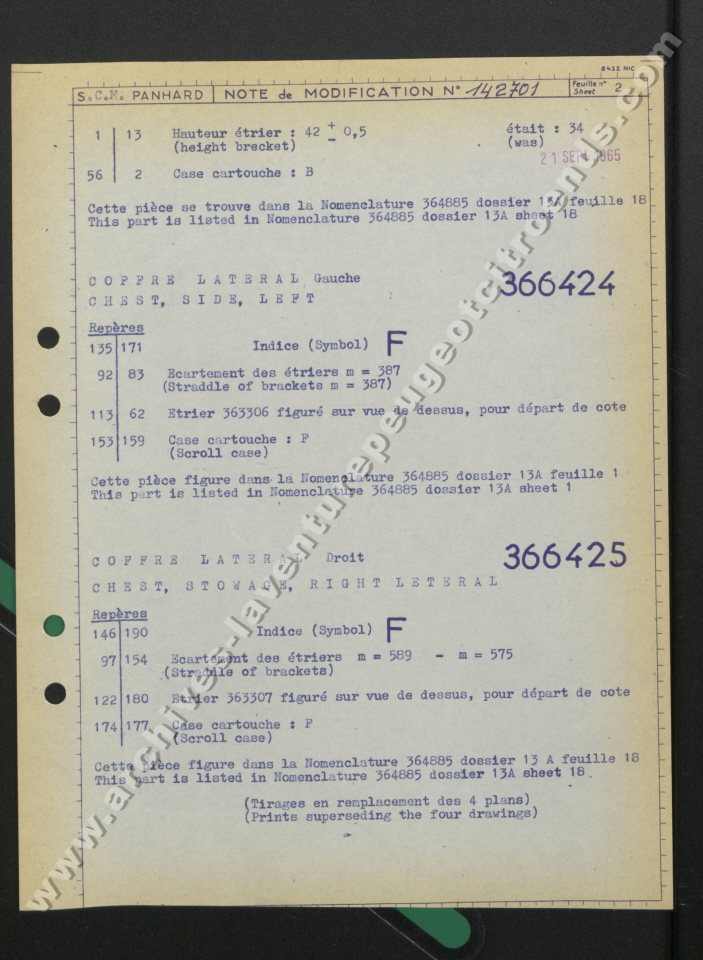 8432 MIC
S.C.M. PANHARD NOTE de MODIFICATION N° 142701 Feuille n° 2
Sheet
1 13 Hauteur étrier : 42 ± 0,5 était : 34
(height brecket) (was)
21 SEPT 1965
56 2 Case cartouche : B
Cette pièce se trouve dans la Nomenclature 364885 dossier 13A feuille 18
This part is listed in Nomenclature 364885 dossier 13A sheet 18
COFFRE LATERAL Gauche 366424
CHEST, SIDE, LEFT
Repères
135 171 Indice (Symbol) F
92 83 Ecartement des étriers m = 387
(Straddle of brackets m = 387)
113 62 Etrier 363306 figuré sur vue de dessus, pour départ de cote
153 159 Case cartouche : F
(Scroll case)
Cette pièce figure dans la Nomenclature 364885 dossier 13A feuille 1
This part is listed in Nomenclature 364885 dossier 13A sheet 1
COFFRE LATERAL Droit 366425
CHEST, STOWAGE, RIGHT LETERAL
Repères
146 190 Indice (Symbol) F
97 154 Ecartement des étriers m = 589 - m = 575
(Straddle of brackets)
122 180 Etrier 363307 figuré sur vue de dessus, pour départ de cote
174 177 Case cartouche : F
(Scroll case)
Cette pièce figure dans la Nomenclature 364885 dossier 13 A feuille 18
This part is listed in Nomenclature 364885 dossier 13A sheet 18.
(Tirages en remplacement des 4 plans)
(Prints superseding the four drawings)
www.archives-laventurepeugeotcitroends.com